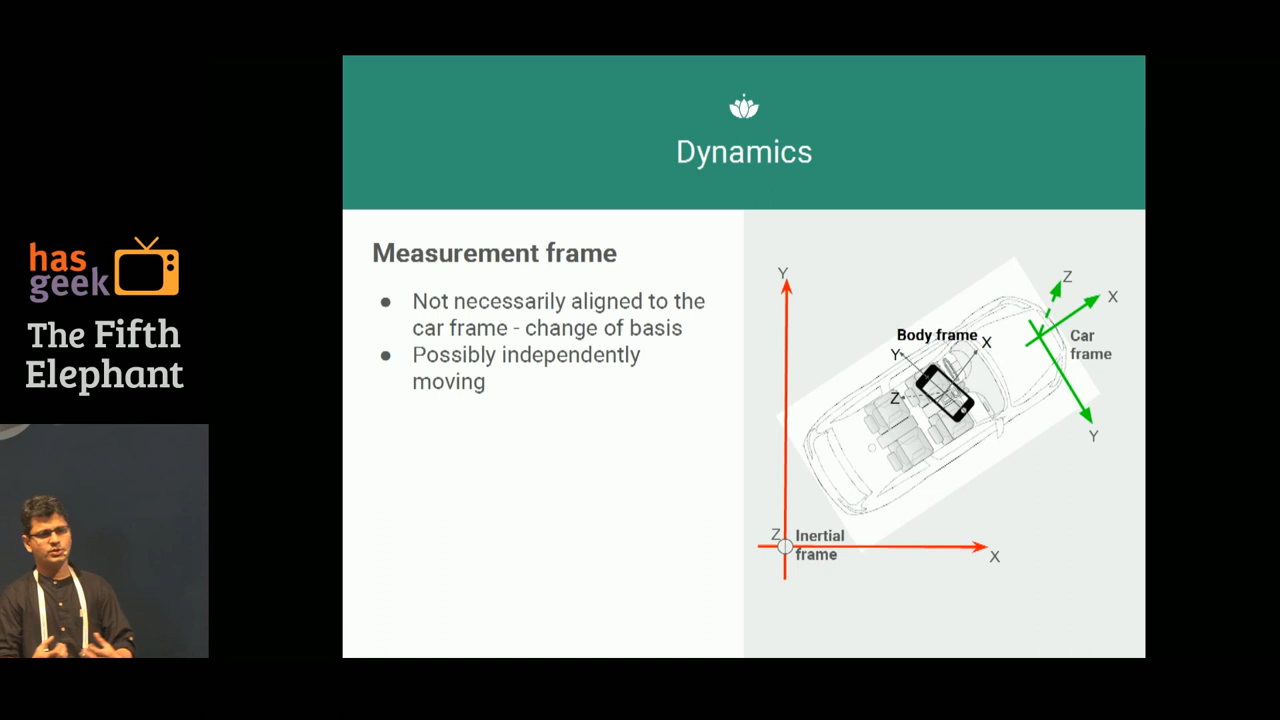 has
geek
The Fifth
Elephant
Dynamics
Measurement frame
● Not necessarily aligned to the
car frame - change of basis
● Possibly independently
moving
Y
Z
X
Body frame
X
Y
Z
Car
frame
Y
Z
Inertial
frame
X